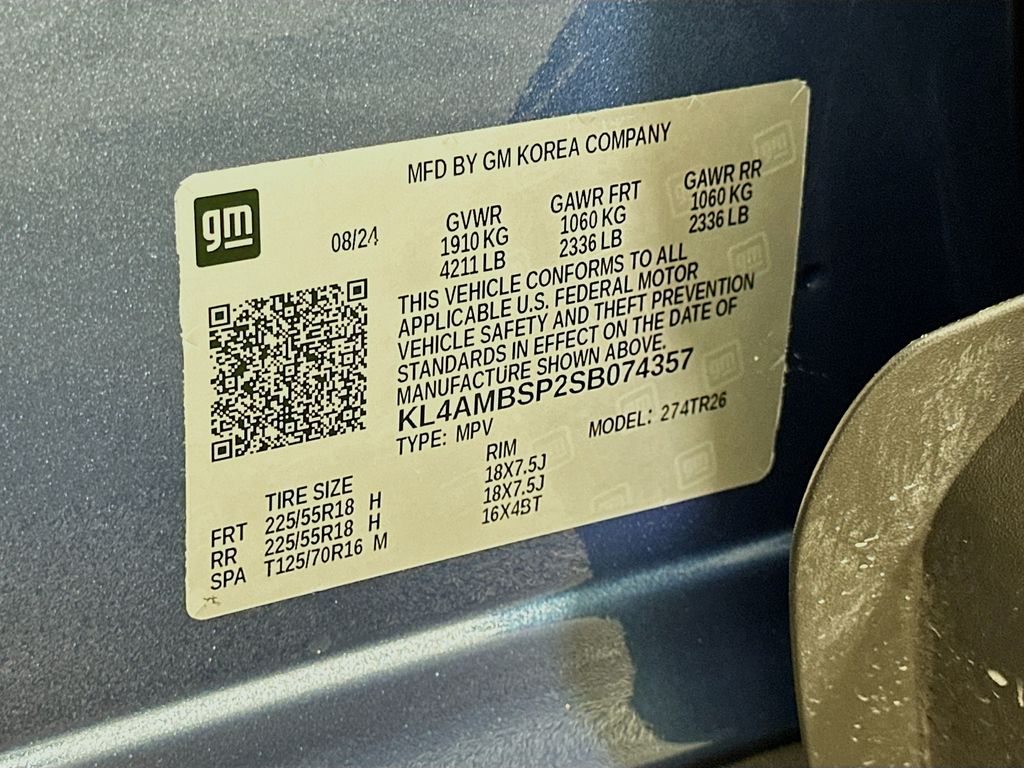 MFD BY GM KOREA COMPANY
gm
08/24
GVWR
1910 KG
4211 LB
GAWR FRT
1060 KG
2336 LB
GAWR RR
1060 KG
2336 LB
THIS VEHICLE CONFORMS TO ALL
APPLICABLE U.S. FEDERAL MOTOR
VEHICLE SAFETY AND THEFT PREVENTION
STANDARDS IN EFFECT ON THE DATE OF
MANUFACTURE SHOWN ABOVE.
KL4AMBSP2SB074357
TYPE: MPV
MODEL: 274TR26
TIRE SIZE RIM
FRT 225/55R18 H 18X7.5J
RR 225/55R18 H 18X7.5J
SPA T125/70R16 M 16X4BT